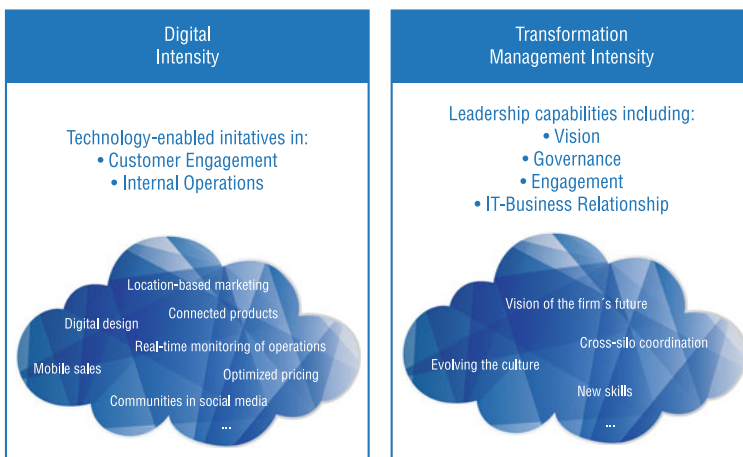 Digital
Intensity
Technology-enabled initatives in:
• Customer Engagement
• Internal Operations
Location-based marketing
Connected products
Digital design
Real-time monitoring of operations
Mobile sales
Optimized pricing
Communities in social media
...
Transformation
Management Intensity
Leadership capabilities including:
• Vision
• Governance
• Engagement
• IT-Business Relationship
Vision of the firm´s future
Cross-silo coordination
Evolving the culture
New skills
...